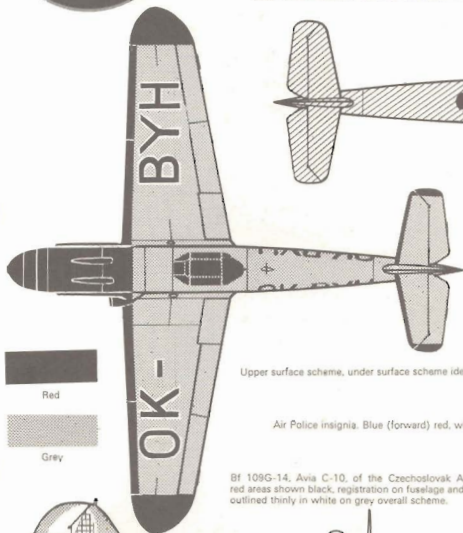 BYH
OK-
Red
Grey
Upper surface scheme, under surface scheme ide
Air Police insignia. Blue (forward) red, w
Bf 109G-14, Avia C-10, of the Czechoslovak A
red areas shown black, registration on fuselage and
outlined thinly in white on grey overall scheme.